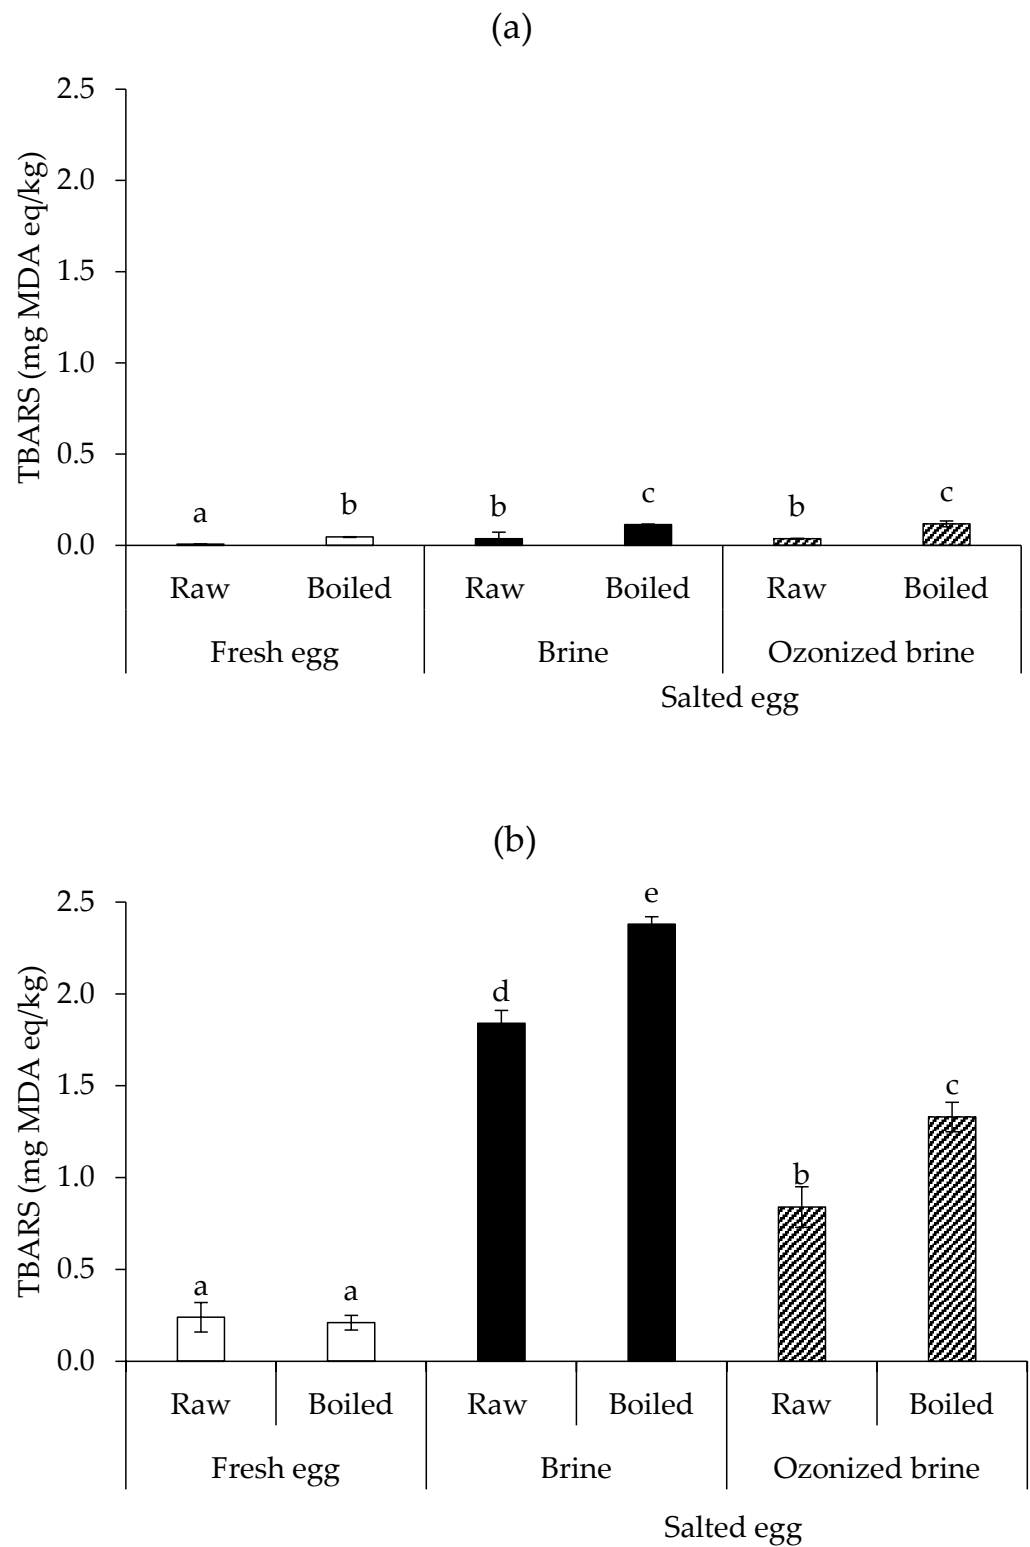 (a)
2.5
2.0
1.5
1.0
0.5
0.0
TBARS (mg MDA eq/kg)
a b b c b c
Raw Boiled Raw Boiled Raw Boiled
Fresh egg Brine Ozonized brine
Salted egg
(b)
2.5
2.0
1.5
1.0
0.5
0.0
TBARS (mg MDA eq/kg)
a a d e b c
Raw Boiled Raw Boiled Raw Boiled
Fresh egg Brine Ozonized brine
Salted egg